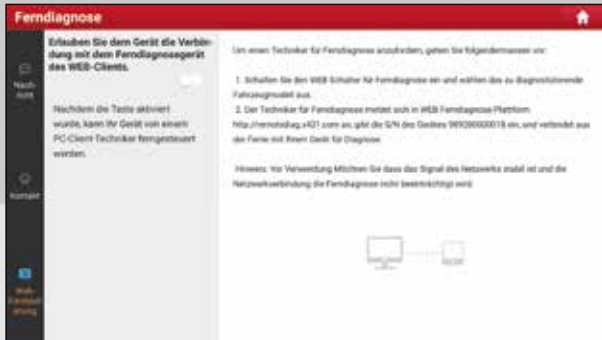 Ferndiagnose
Erlauben Sie dem Gerät die Verbin-
dung mit dem Ferndiagnosegerät
des WEB-Clients.
Nachdem die Taste aktiviert
wurde, kann Ihr Gerät von einem
PC-Client-Techniker ferngesteuert
werden.
Nach-
Kontakt
Web-
Um einen Techniker für Ferndiagnose anzufordern, gehen Sie folgendermassen vor:
1. Schalten Sie den WEB Schalter für Ferndiagnose ein und wählen das zu diagnostizierende
Fahrzeugmodell aus.
2. Der Techniker für Ferndiagnose meldet sich in WEB Ferndiagnose-Plattform
an, gibt die S/N des Gerätes ein, und verbindet aus
der Ferne mit Ihrem Gerät für Diagnose.
Hinweis: Vor Verwendung Möchten Sie dass das Signal des Netzwerks stabil ist und die
Netzwerkverbindung die Ferndiagnose nicht beeinträchtigt wird.